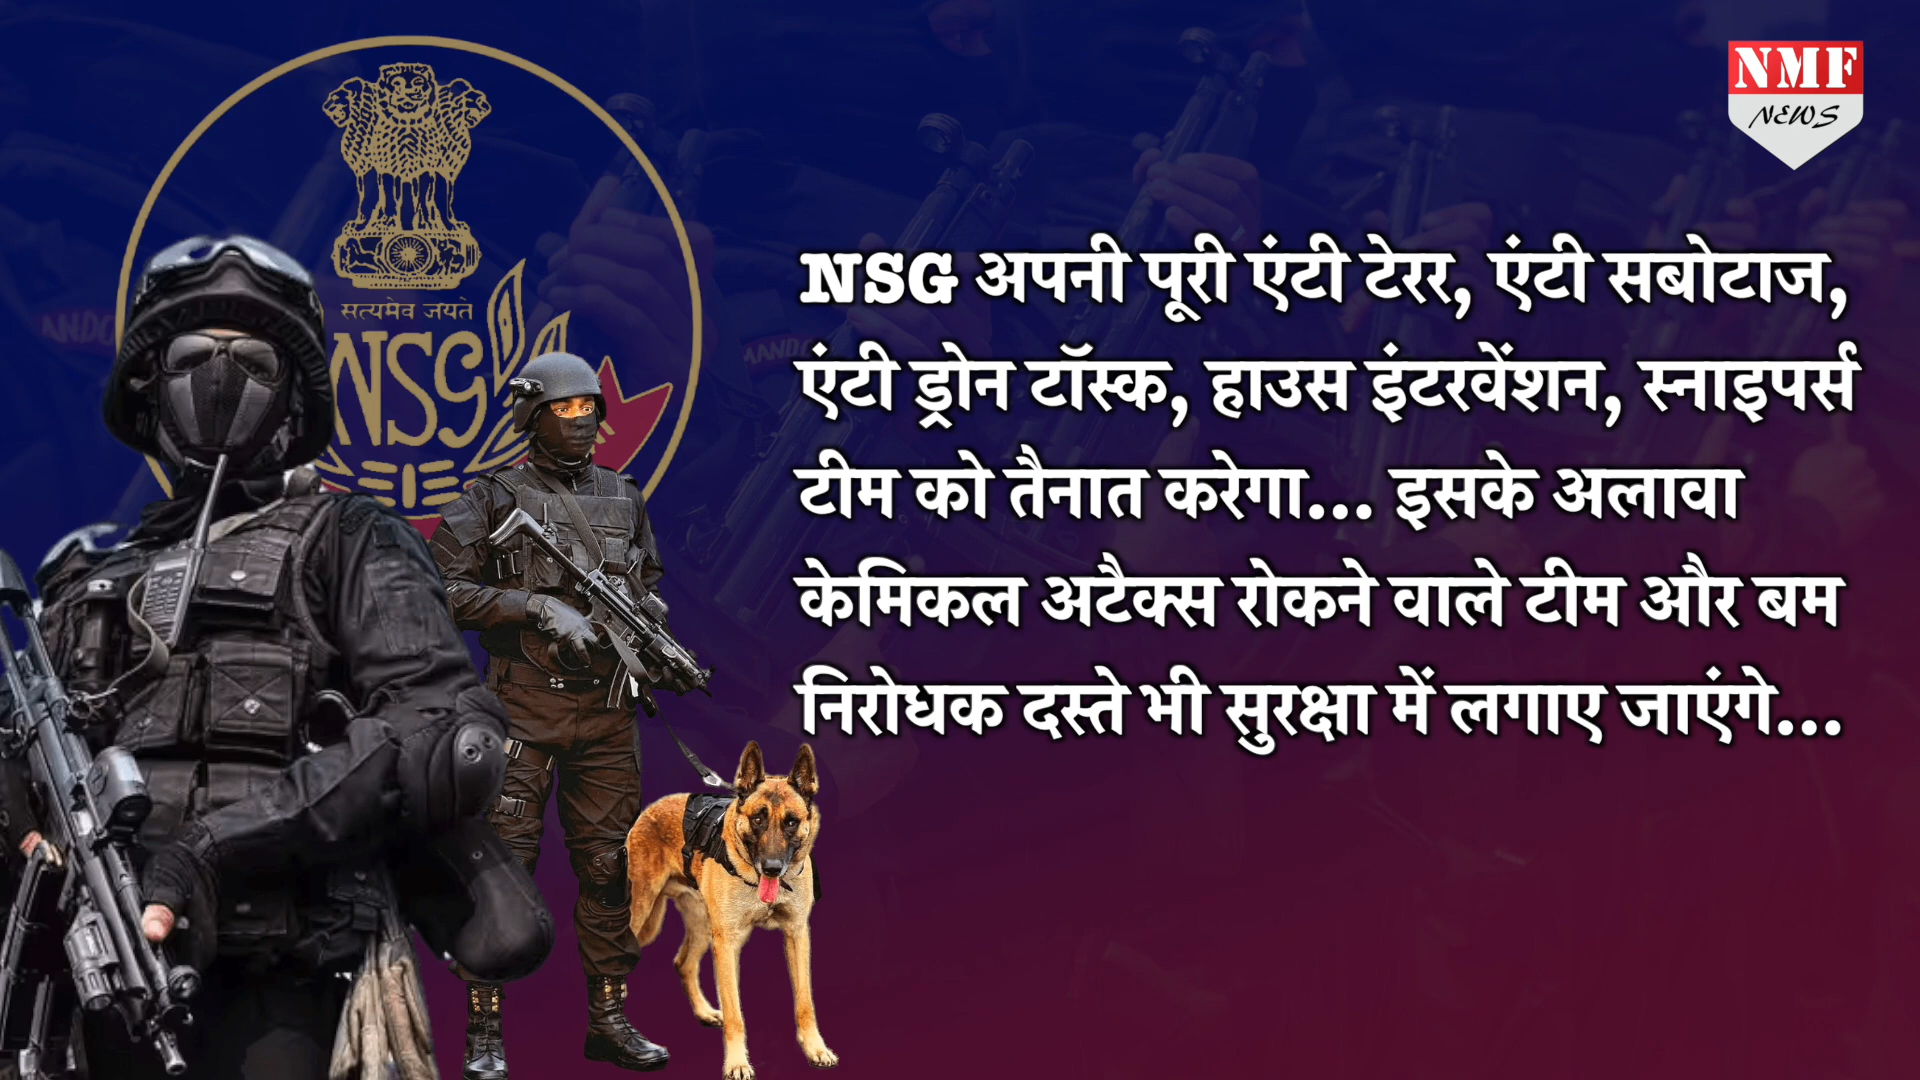 NMF
NEWS
सत्यमेव जयते
NSG
NSG अपनी पूरी एंटी टेरर, एंटी सबोटाज,
एंटी ड्रोन टॉस्क, हाउस इंटरवेंशन, स्नाइपर्स
टीम को तैनात करेगा... इसके अलावा
केमिकल अटैक्स रोकने वाले टीम और बम
निरोधक दस्ते भी सुरक्षा में लगाए जाएंगे...